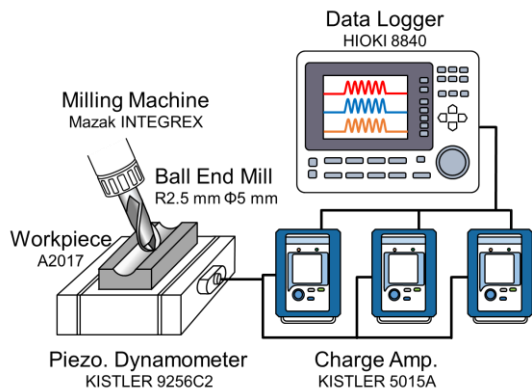 Data Logger
HIOKI 8840
Milling Machine
Mazak INTEGREX
Ball End Mill
R2.5 mm Φ5 mm
Workpiece
A2017
Piezo. Dynamometer
KISTLER 9256C2
Charge Amp.
KISTLER 5015A